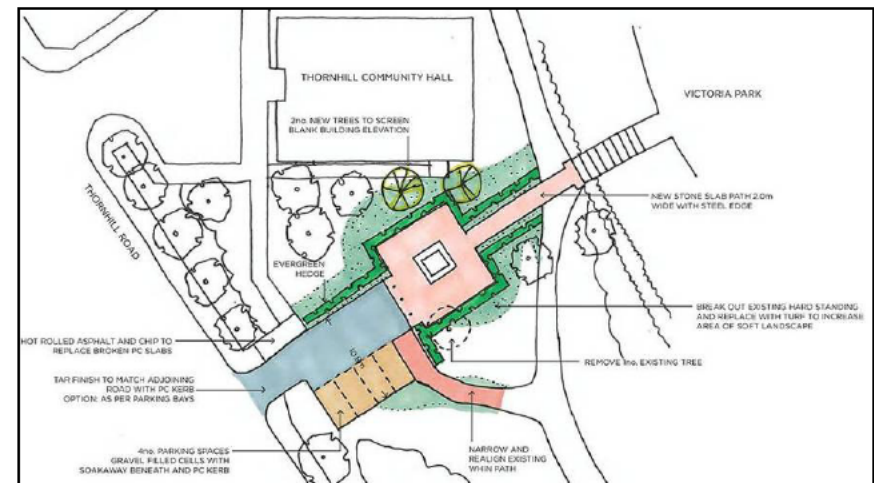 THORNHILL COMMUNITY HALL
VICTORIA PARK
2no. NEW TREES TO SCREEN
BLANK BUILDING ELEVATION
THORNHILL ROAD
NEW STONE SLAB PATH 2.0m
WIDE WITH STEEL EDGE
EVERGREEN
HEDGE
BREAK OUT EXISTING HARD STANDING
AND REPLACE WITH TURF TO INCREASE
AREA OF SOFT LANDSCAPE
HOT ROLLED ASPHALT AND CHIP TO
REPLACE BROKEN PC SLABS
REMOVE 1no. EXISTING TREE
TAR FINISH TO MATCH ADJOINING
ROAD WITH PC KERB
OPTION: AS PER PARKING BAYS
4no. PARKING SPACES
GRAVEL FILLED CELLS WITH
SOAKAWAY BENEATH AND PC KERB
NARROW AND
REALIGN EXISTING
WHIN PATH